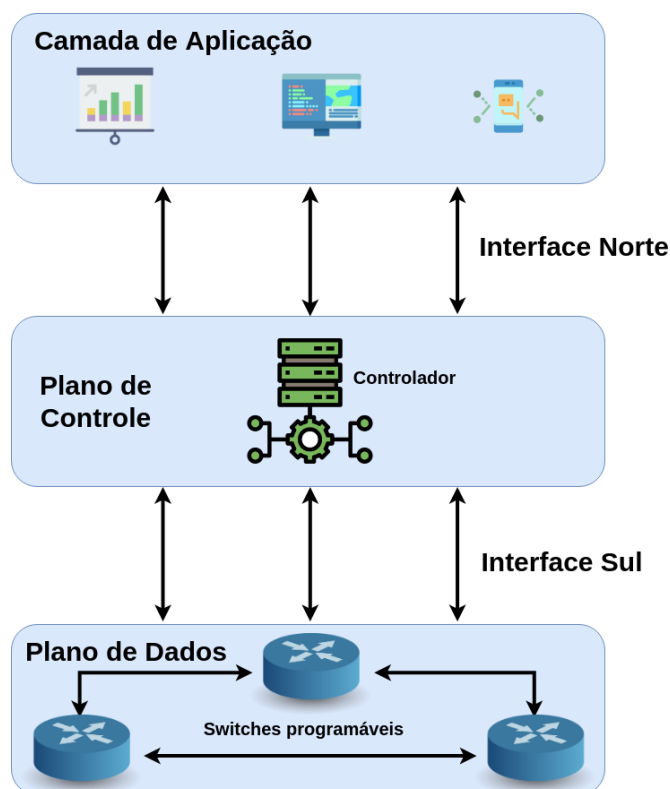 Camada de Aplicação
Interface Norte
Plano de
Controle
Controlador
Interface Sul
Plano de Dados
Switches programáveis